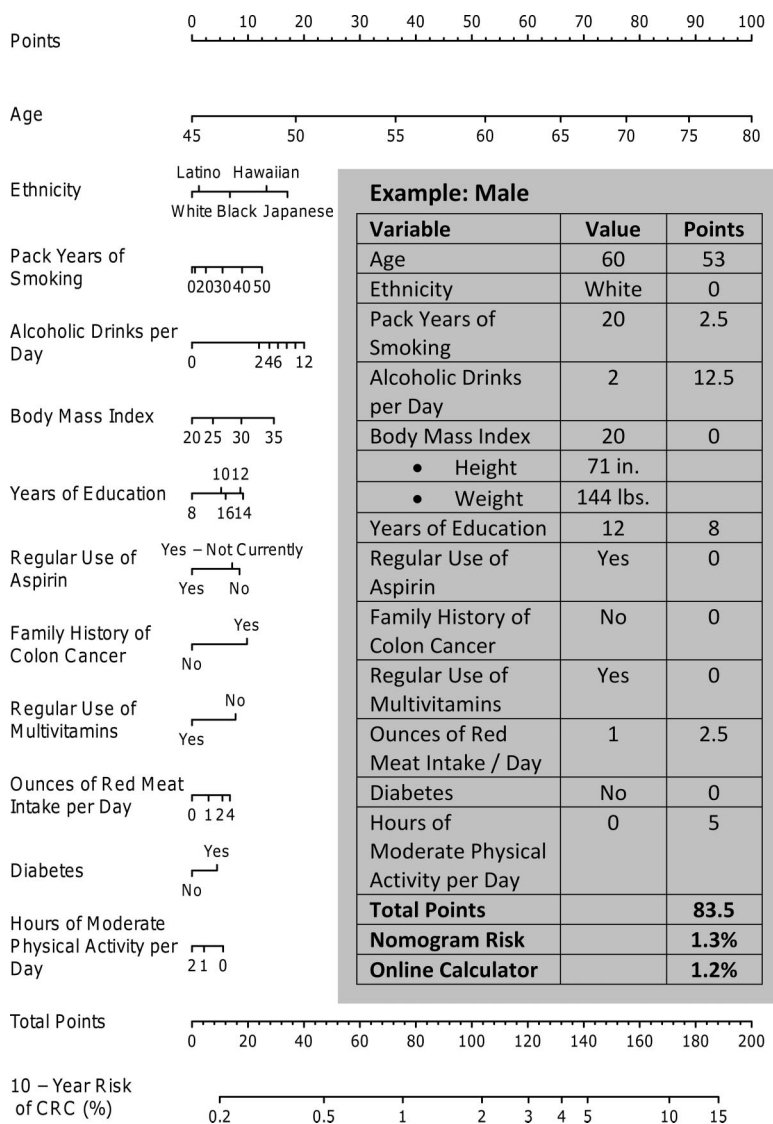 0 10 20 30 40 50 60 70 80 90 100
Points
Age
45 50 55 60 65 70 75 80
Latino Hawaiian
Ethnicity
White Black Japanese
Pack Years of
Smoking
0 20 30 40 50
Alcoholic Drinks per
Day
0 2 4 6 12
Body Mass Index
20 25 30 35
10 12
Years of Education
8 16 14
Yes – Not Currently
Regular Use of
Aspirin
Yes No
Yes
Family History of
Colon Cancer
No
No
Regular Use of
Multivitamins
Yes
Ounces of Red Meat
Intake per Day
0 1 2 4
Yes
Diabetes
No
Hours of Moderate
Physical Activity per
Day
2 1 0
Example: Male
Variable Value Points
Age 60 53
Ethnicity White 0
Pack Years of 20 2.5
Smoking
Alcoholic Drinks 2 12.5
per Day
Body Mass Index 20 0
• Height 71 in.
• Weight 144 lbs.
Years of Education 12 8
Regular Use of Yes 0
Aspirin
Family History of No 0
Colon Cancer
Regular Use of Yes 0
Multivitamins
Ounces of Red 1 2.5
Meat Intake / Day
Diabetes No 0
Hours of 0 5
Moderate Physical
Activity per Day
Total Points 83.5
Nomogram Risk 1.3%
Online Calculator 1.2%
Total Points
0 20 40 60 80 100 120 140 160 180 200
10 – Year Risk
of CRC (%)
0.2 0.5 1 2 3 4 5 10 15